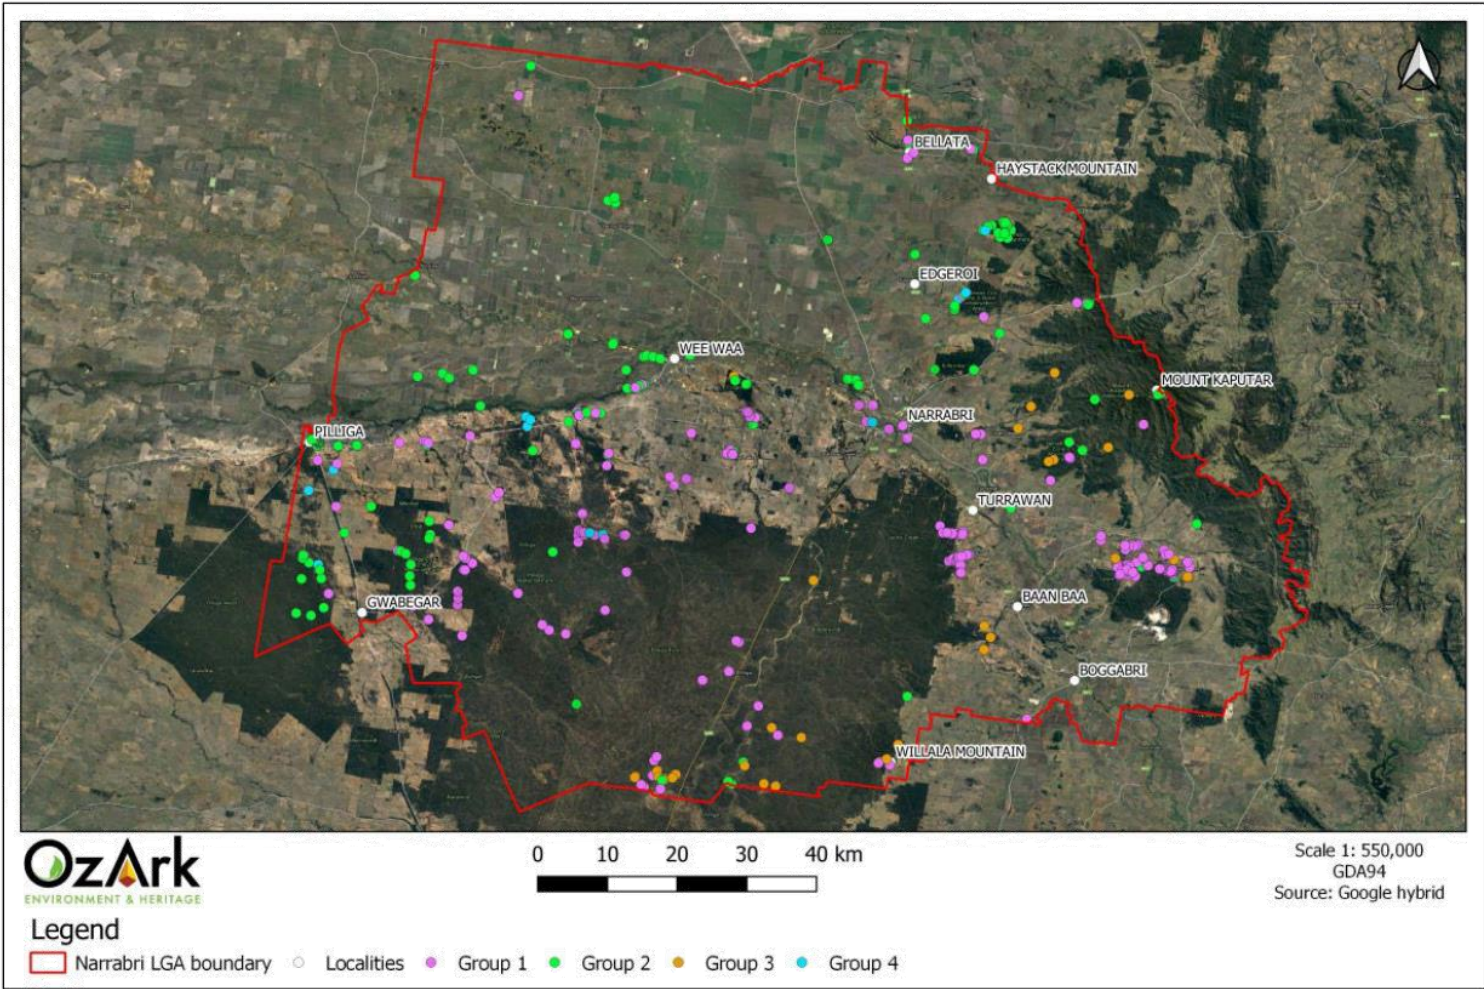 BELLATA
HAYSTACK MOUNTAIN
EDGEROI
WEE WAA
MOUNT KAPUTAR
NARRABRI
PILLIGA
TURRAWAN
GWABEGAR
BAAN BAA
BOGGABRI
WILLALA MOUNTAIN
OzArk
ENVIRONMENT & HERITAGE
0 10 20 30 40 km
Scale 1: 550,000
GDA94
Source: Google hybrid
Legend
Narrabri LGA boundary Localities Group 1 Group 2 Group 3 Group 4